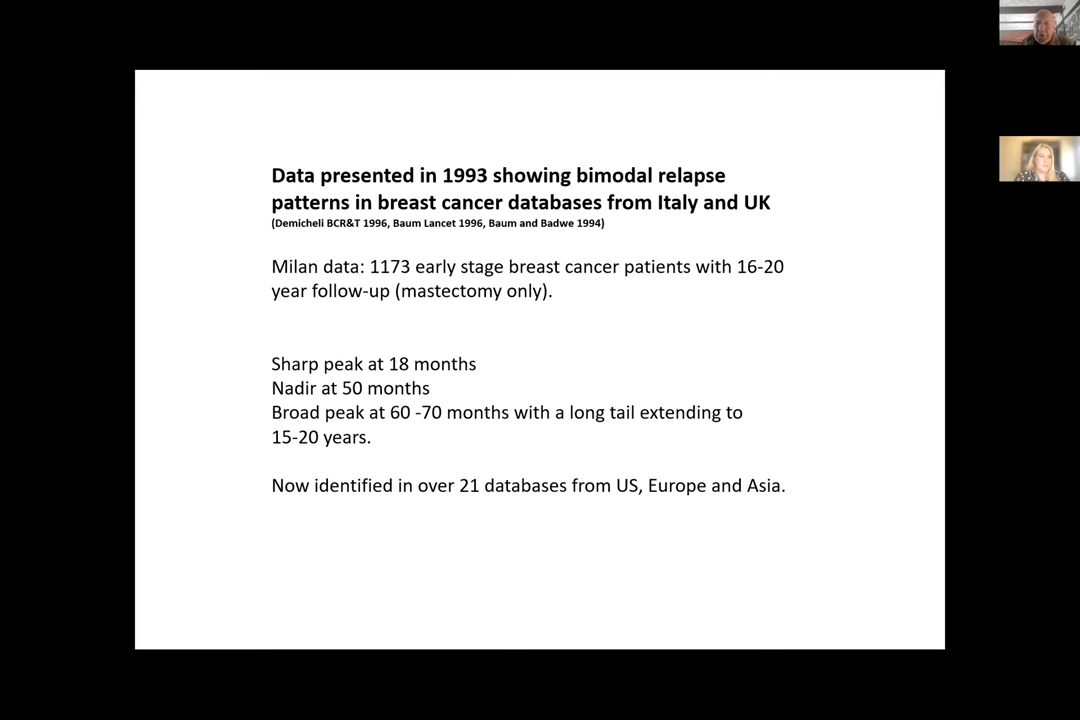 Data presented in 1993 showing bimodal relapse
patterns in breast cancer databases from Italy and UK
(Demicheli BCR&T 1996, Baum Lancet 1996, Baum and Badwe 1994)
Milan data: 1173 early stage breast cancer patients with 16-20
year follow-up (mastectomy only).
Sharp peak at 18 months
Nadir at 50 months
Broad peak at 60 -70 months with a long tail extending to
15-20 years.
Now identified in over 21 databases from US, Europe and Asia.